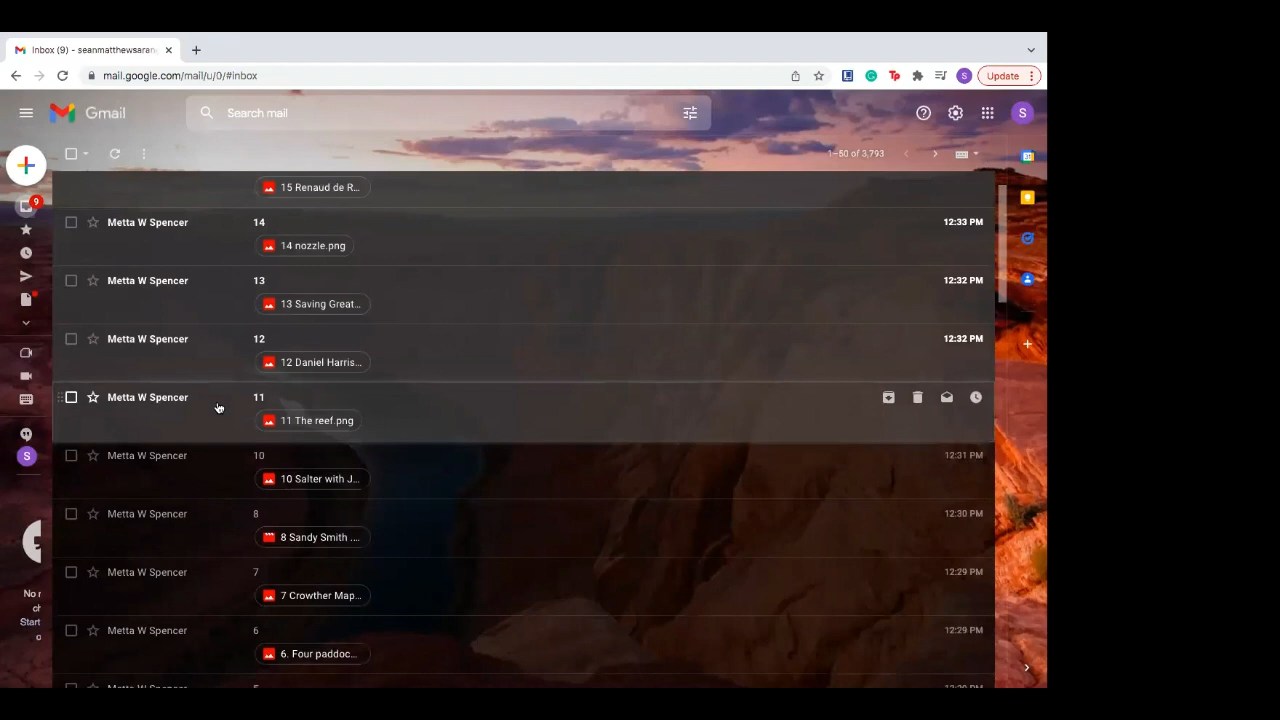 Inbox (9) - seanmatthewsaran
mail.google.com/mail/u/0/#inbox
Tp
S
Update
Gmail
Search mail
S
1–50 of 3,793
9
15 Renaud de R...
Metta W Spencer 14 12:33 PM
14 nozzle.png
Metta W Spencer 13 12:32 PM
13 Saving Great...
Metta W Spencer 12 12:32 PM
12 Daniel Harris...
Metta W Spencer 11
11 The reef.png
Metta W Spencer 10 12:31 PM
10 Salter with J...
S
Metta W Spencer 8 12:30 PM
8 Sandy Smith ....
Metta W Spencer 7 12:29 PM
7 Crowther Map...
Metta W Spencer 6 12:29 PM
6. Four paddoc...
Start